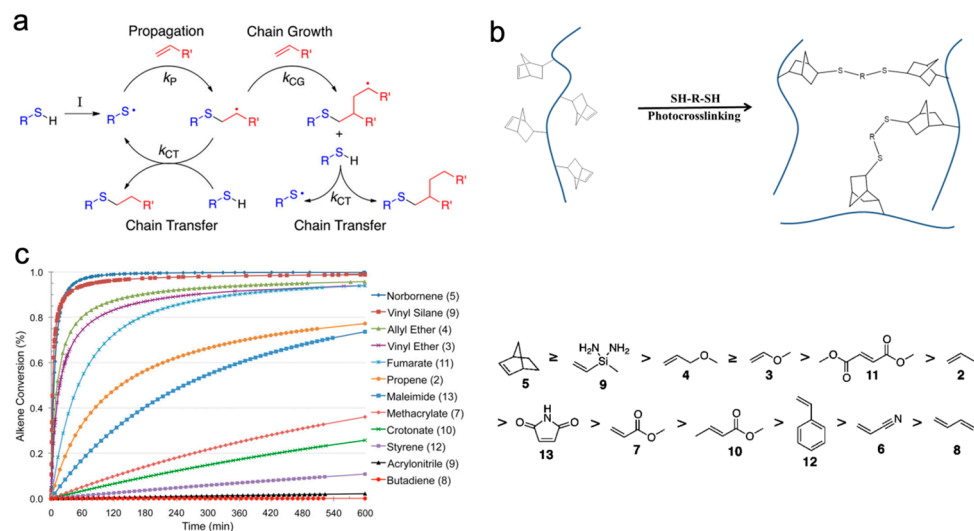 a
Propagation
Chain Growth
R'
R'
kP
kCG
R'
R
S
H
I
R
S•
R
S
•
R'
R
S
•
R'
R'
+
kCT
R
S
H
R
S
R'
R
S
H
R
S•
kCT
R
S
R'
R'
Chain Transfer
Chain Transfer
b
SH-R-SH
Photocrosslinking
S
R
S
S
R
S
c
Alkene Conversion (%)
1.0
0.8
0.6
0.4
0.2
0.0
0 60 120 180 240 300 360 420 480 540 600
Time (min)
Norbornene (5)
Vinyl Silane (9)
Allyl Ether (4)
Vinyl Ether (3)
Fumarate (11)
Propene (2)
Maleimide (13)
Methacrylate (7)
Crotonate (10)
Styrene (12)
Acrylonitrile (9)
Butadiene (8)
≥ NH₂ NH₂ Si > O ≥ O > O O O O >
5 9 4 3 11 2
> O H N O > O O > O O > > N >
13 7 10 12 6 8